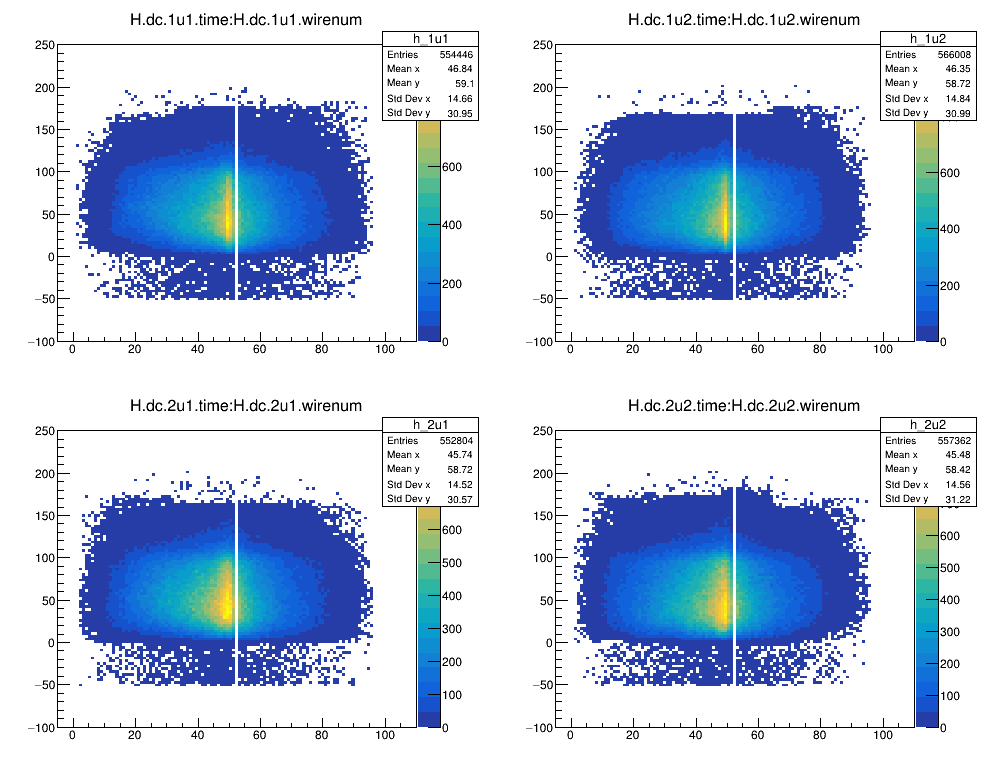 H.dc.1u1.time:H.dc.1u1.wirenum
h_1u1
Entries 554446
Mean x 46.84
Mean y 59.1
Std Dev x 14.66
Std Dev y 30.95
250
200
150
100
50
0
−50
−100
0 20 40 60 80 100
600
400
200
0
H.dc.1u2.time:H.dc.1u2.wirenum
h_1u2
Entries 566008
Mean x 46.35
Mean y 58.72
Std Dev x 14.84
Std Dev y 30.99
250
200
150
100
50
0
−50
−100
0 20 40 60 80 100
600
400
200
0
H.dc.2u1.time:H.dc.2u1.wirenum
h_2u1
Entries 552804
Mean x 45.74
Mean y 58.72
Std Dev x 14.52
Std Dev y 30.57
250
200
150
100
50
0
−50
−100
0 20 40 60 80 100
600
500
400
300
200
100
0
H.dc.2u2.time:H.dc.2u2.wirenum
h_2u2
Entries 557362
Mean x 45.48
Mean y 58.42
Std Dev x 14.56
Std Dev y 31.22
250
200
150
100
50
0
−50
−100
0 20 40 60 80 100
600
500
400
300
200
100
0